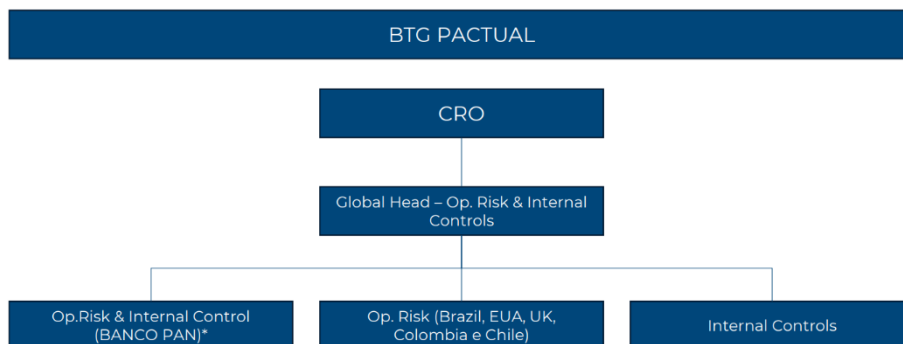 BTG PACTUAL
CRO
Global Head – Op. Risk & Internal
Controls
Op.Risk & Internal Control
(BANCO PAN)*
Op. Risk (Brazil, EUA, UK,
Colombia e Chile)
Internal Controls